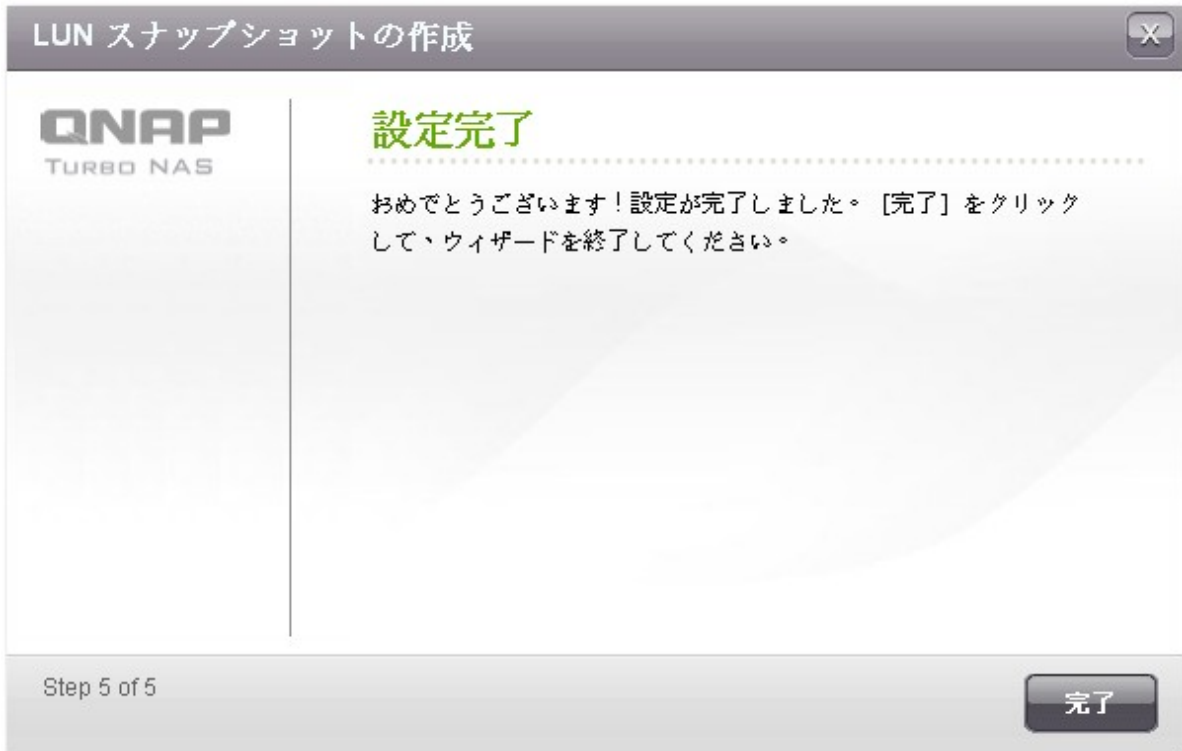 LUN スナップショットの作成
X
QNAP
TURBO NAS
設定完了
おめでとうございます！設定が完了しました。 [完了] をクリック
して、ウィザードを終了してください。
Step 5 of 5
完了